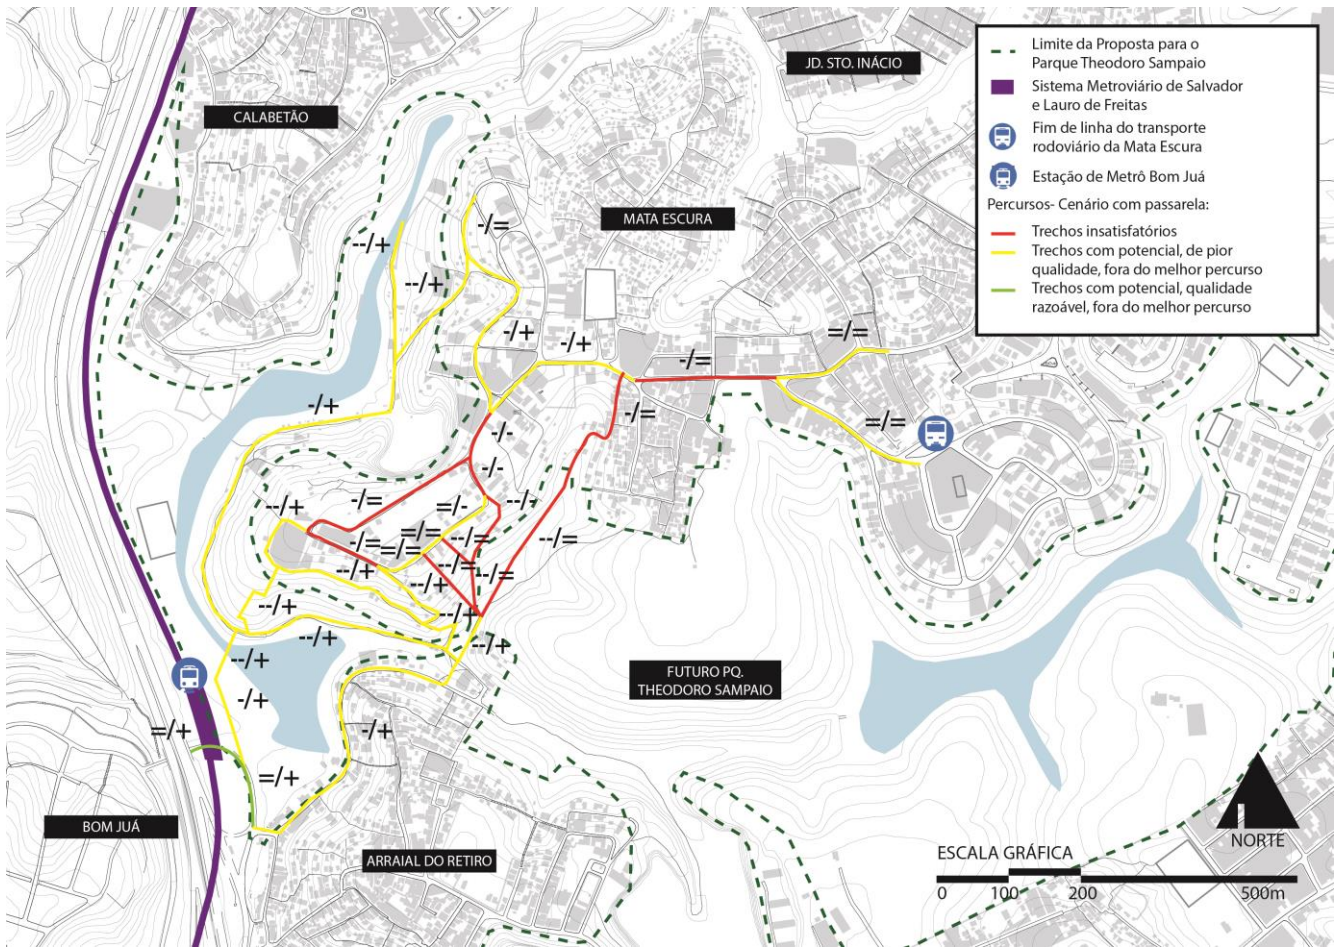 JD. STO. INÁCIO
CALABETÃO
MATA ESCURA
Limite da Proposta para o
Parque Theodoro Sampaio
Sistema Metroviário de Salvador
e Lauro de Freitas
Fim de linha do transporte
rodoviário da Mata Escura
Estação de Metrô Bom Juá
Percursos- Cenário com passarela:
Trechos insatisfatórios
Trechos com potencial, de pior
qualidade, fora do melhor percurso
Trechos com potencial, qualidade
razoável, fora do melhor percurso
-/=
--/+
--/+
-/+
-/+
=/=
-/=
-/+
-/=
=/=
-/-
-/-
-/=
=/-
--/-
--/+
=/=
--/=
-/=
=/=
--/=
--/=
--/+
--/+
--/=
--/+
--/+
--/+
--/+
--/+
-/+
=/+
-/+
=/+
FUTURO PQ.
THEODORO SAMPAIO
BOM JUÁ
ARRAIAL DO RETIRO
NORTE
ESCALA GRÁFICA
0 100 200 500m